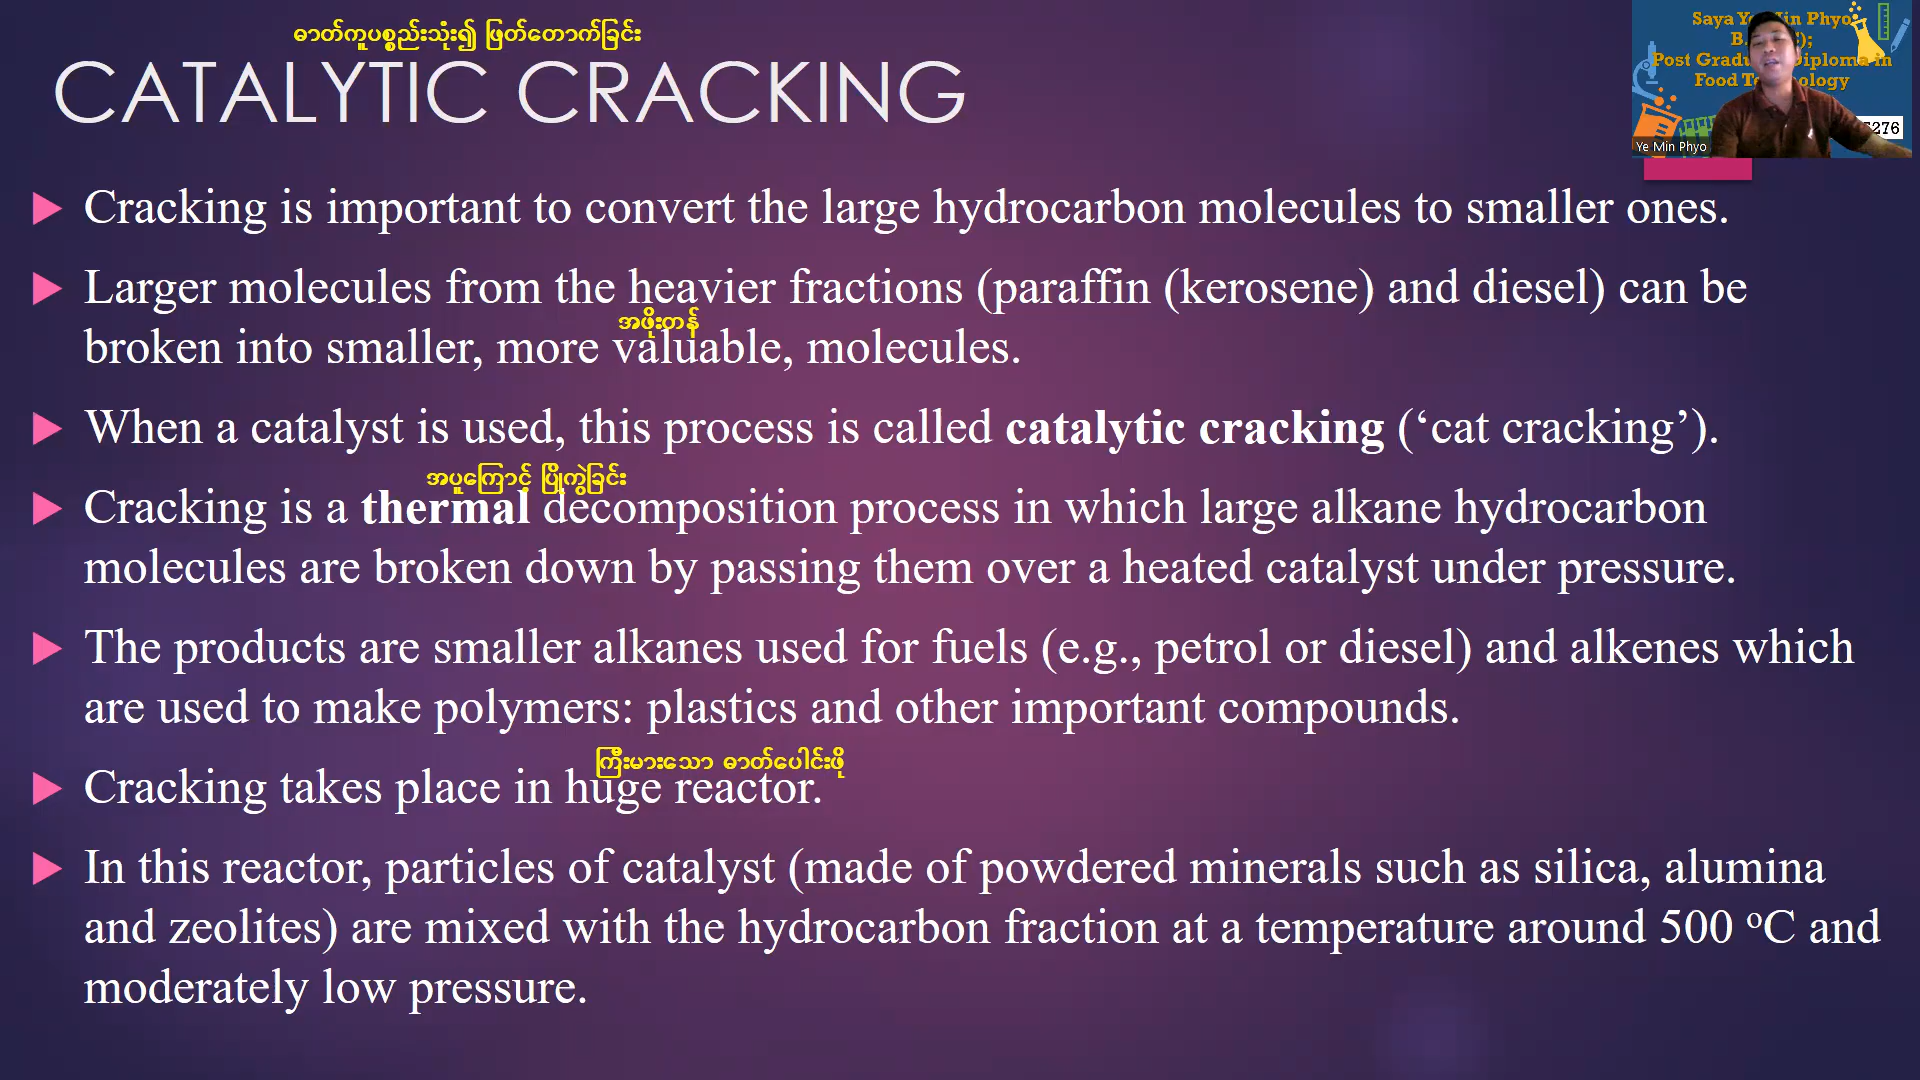 ဓာတ်ကူပစ္စည်းသုံး၍ ဖြတ်တောက်ခြင်း
CATALYTIC CRACKING
Cracking is important to convert the large hydrocarbon molecules to smaller ones.
Larger molecules from the heavier fractions (paraffin (kerosene) and diesel) can be
အဖိုးတန်
broken into smaller, more valuable, molecules.
When a catalyst is used, this process is called catalytic cracking (‘cat cracking’).
အပူကြောင့် ပြိုကွဲခြင်း
Cracking is a thermal decomposition process in which large alkane hydrocarbon
molecules are broken down by passing them over a heated catalyst under pressure.
The products are smaller alkanes used for fuels (e.g., petrol or diesel) and alkenes which
are used to make polymers: plastics and other important compounds.
ကြီးမားသော ဓာတ်ပေါင်းဖို
Cracking takes place in huge reactor.
In this reactor, particles of catalyst (made of powdered minerals such as silica, alumina
and zeolites) are mixed with the hydrocarbon fraction at a temperature around 500 ºC and
moderately low pressure.
Saya Phyo
Post in
Food
276
Ye Min Phyo